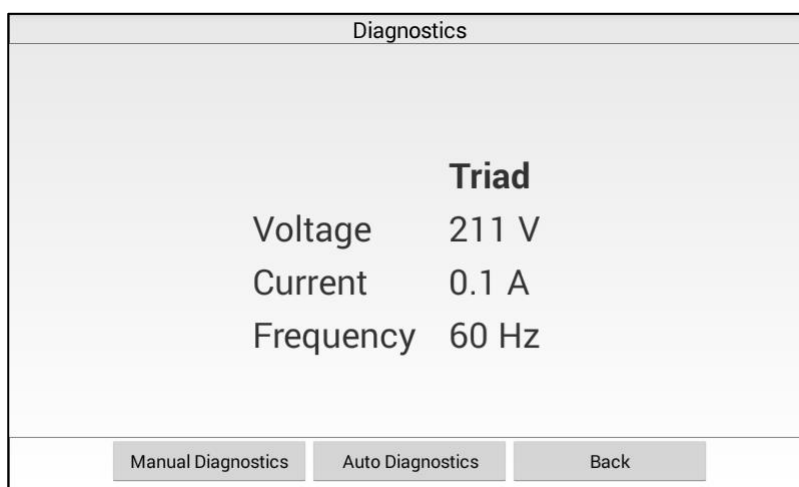 Diagnostics
Triad
Voltage 211 V
Current 0.1 A
Frequency 60 Hz
Manual Diagnostics Auto Diagnostics Back